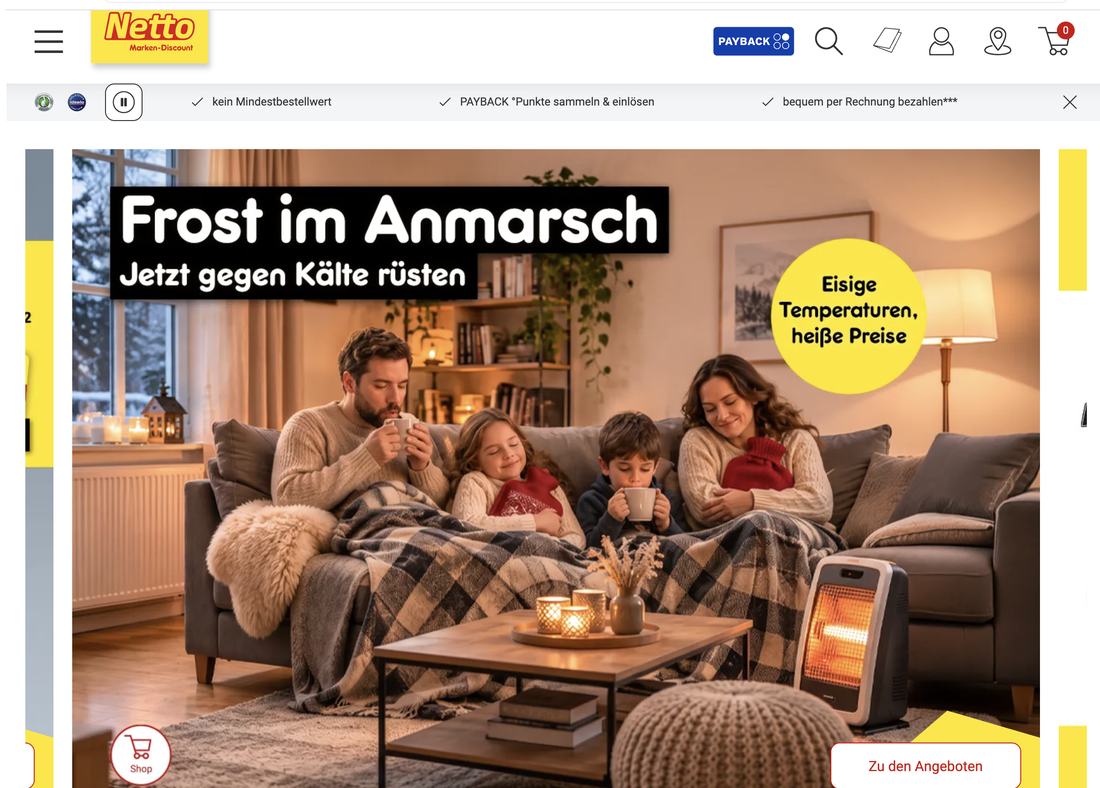 Netto
Marken-Discount
PAYBACK
0
kein Mindestbestellwert
PAYBACK °Punkte sammeln & einlösen
bequem per Rechnung bezahlen***
Frost im Anmarsch
Jetzt gegen Kälte rüsten
Eisige
Temperaturen,
heiße Preise
2
Shop
Zu den Angeboten